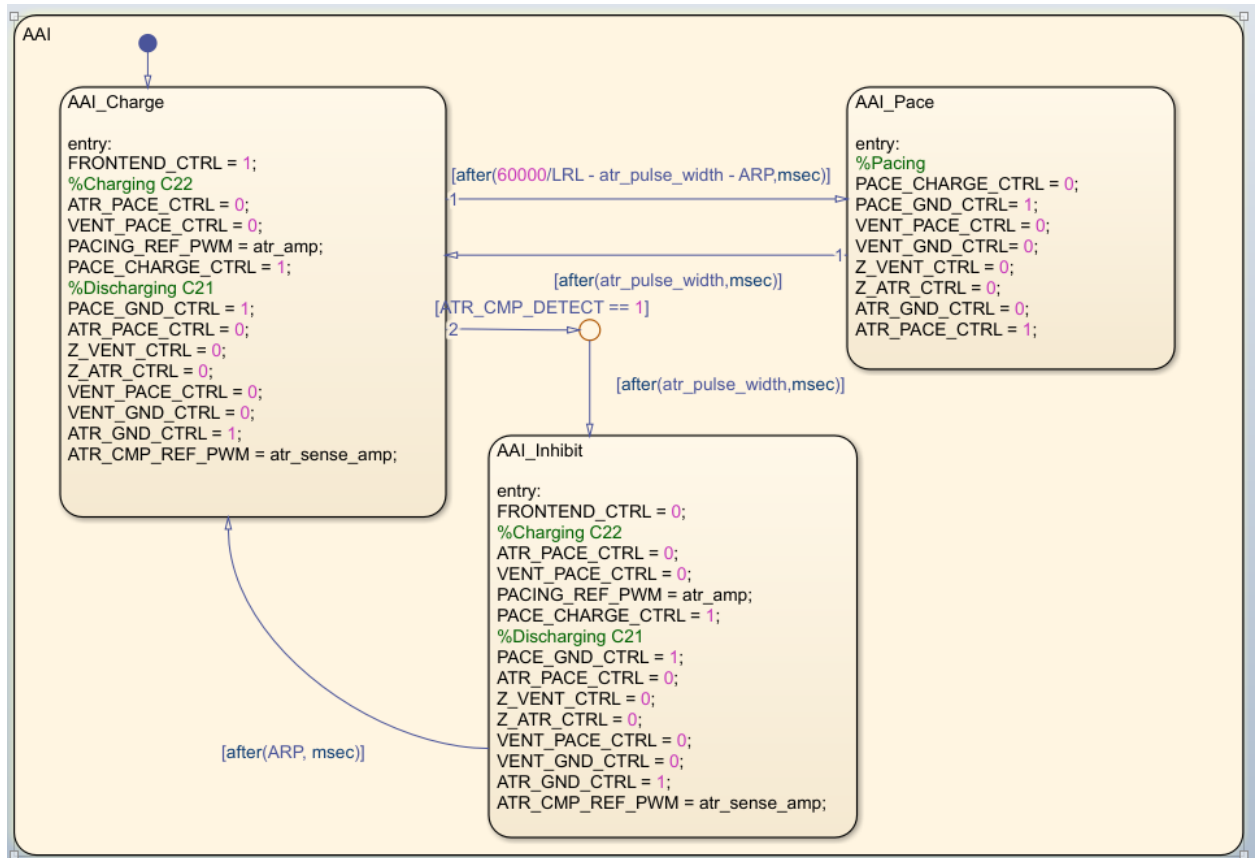 AAI
AAI_Charge
entry:
FRONTEND_CTRL = 1;
%Charging C22
ATR_PACE_CTRL = 0;
VENT_PACE_CTRL = 0;
PACING_REF_PWM = atr_amp;
PACE_CHARGE_CTRL = 1;
%Discharging C21
PACE_GND_CTRL = 1;
ATR_PACE_CTRL = 0;
Z_VENT_CTRL = 0;
Z_ATR_CTRL = 0;
VENT_PACE_CTRL = 0;
VENT_GND_CTRL = 0;
ATR_GND_CTRL = 1;
ATR_CMP_REF_PWM = atr_sense_amp;
[after(60000/LRL - atr_pulse_width - ARP,msec)]
1
1
[after(atr_pulse_width,msec)]
[ATR_CMP_DETECT == 1]
2
[after(atr_pulse_width,msec)]
AAI_Pace
entry:
%Pacing
PACE_CHARGE_CTRL = 0;
PACE_GND_CTRL= 1;
VENT_PACE_CTRL = 0;
VENT_GND_CTRL= 0;
Z_VENT_CTRL = 0;
Z_ATR_CTRL = 0;
ATR_GND_CTRL = 0;
ATR_PACE_CTRL = 1;
AAI_Inhibit
entry:
FRONTEND_CTRL = 0;
%Charging C22
ATR_PACE_CTRL = 0;
VENT_PACE_CTRL = 0;
PACING_REF_PWM = atr_amp;
PACE_CHARGE_CTRL = 1;
%Discharging C21
PACE_GND_CTRL = 1;
ATR_PACE_CTRL = 0;
Z_VENT_CTRL = 0;
Z_ATR_CTRL = 0;
VENT_PACE_CTRL = 0;
VENT_GND_CTRL = 0;
ATR_GND_CTRL = 1;
ATR_CMP_REF_PWM = atr_sense_amp;
[after(ARP, msec)]